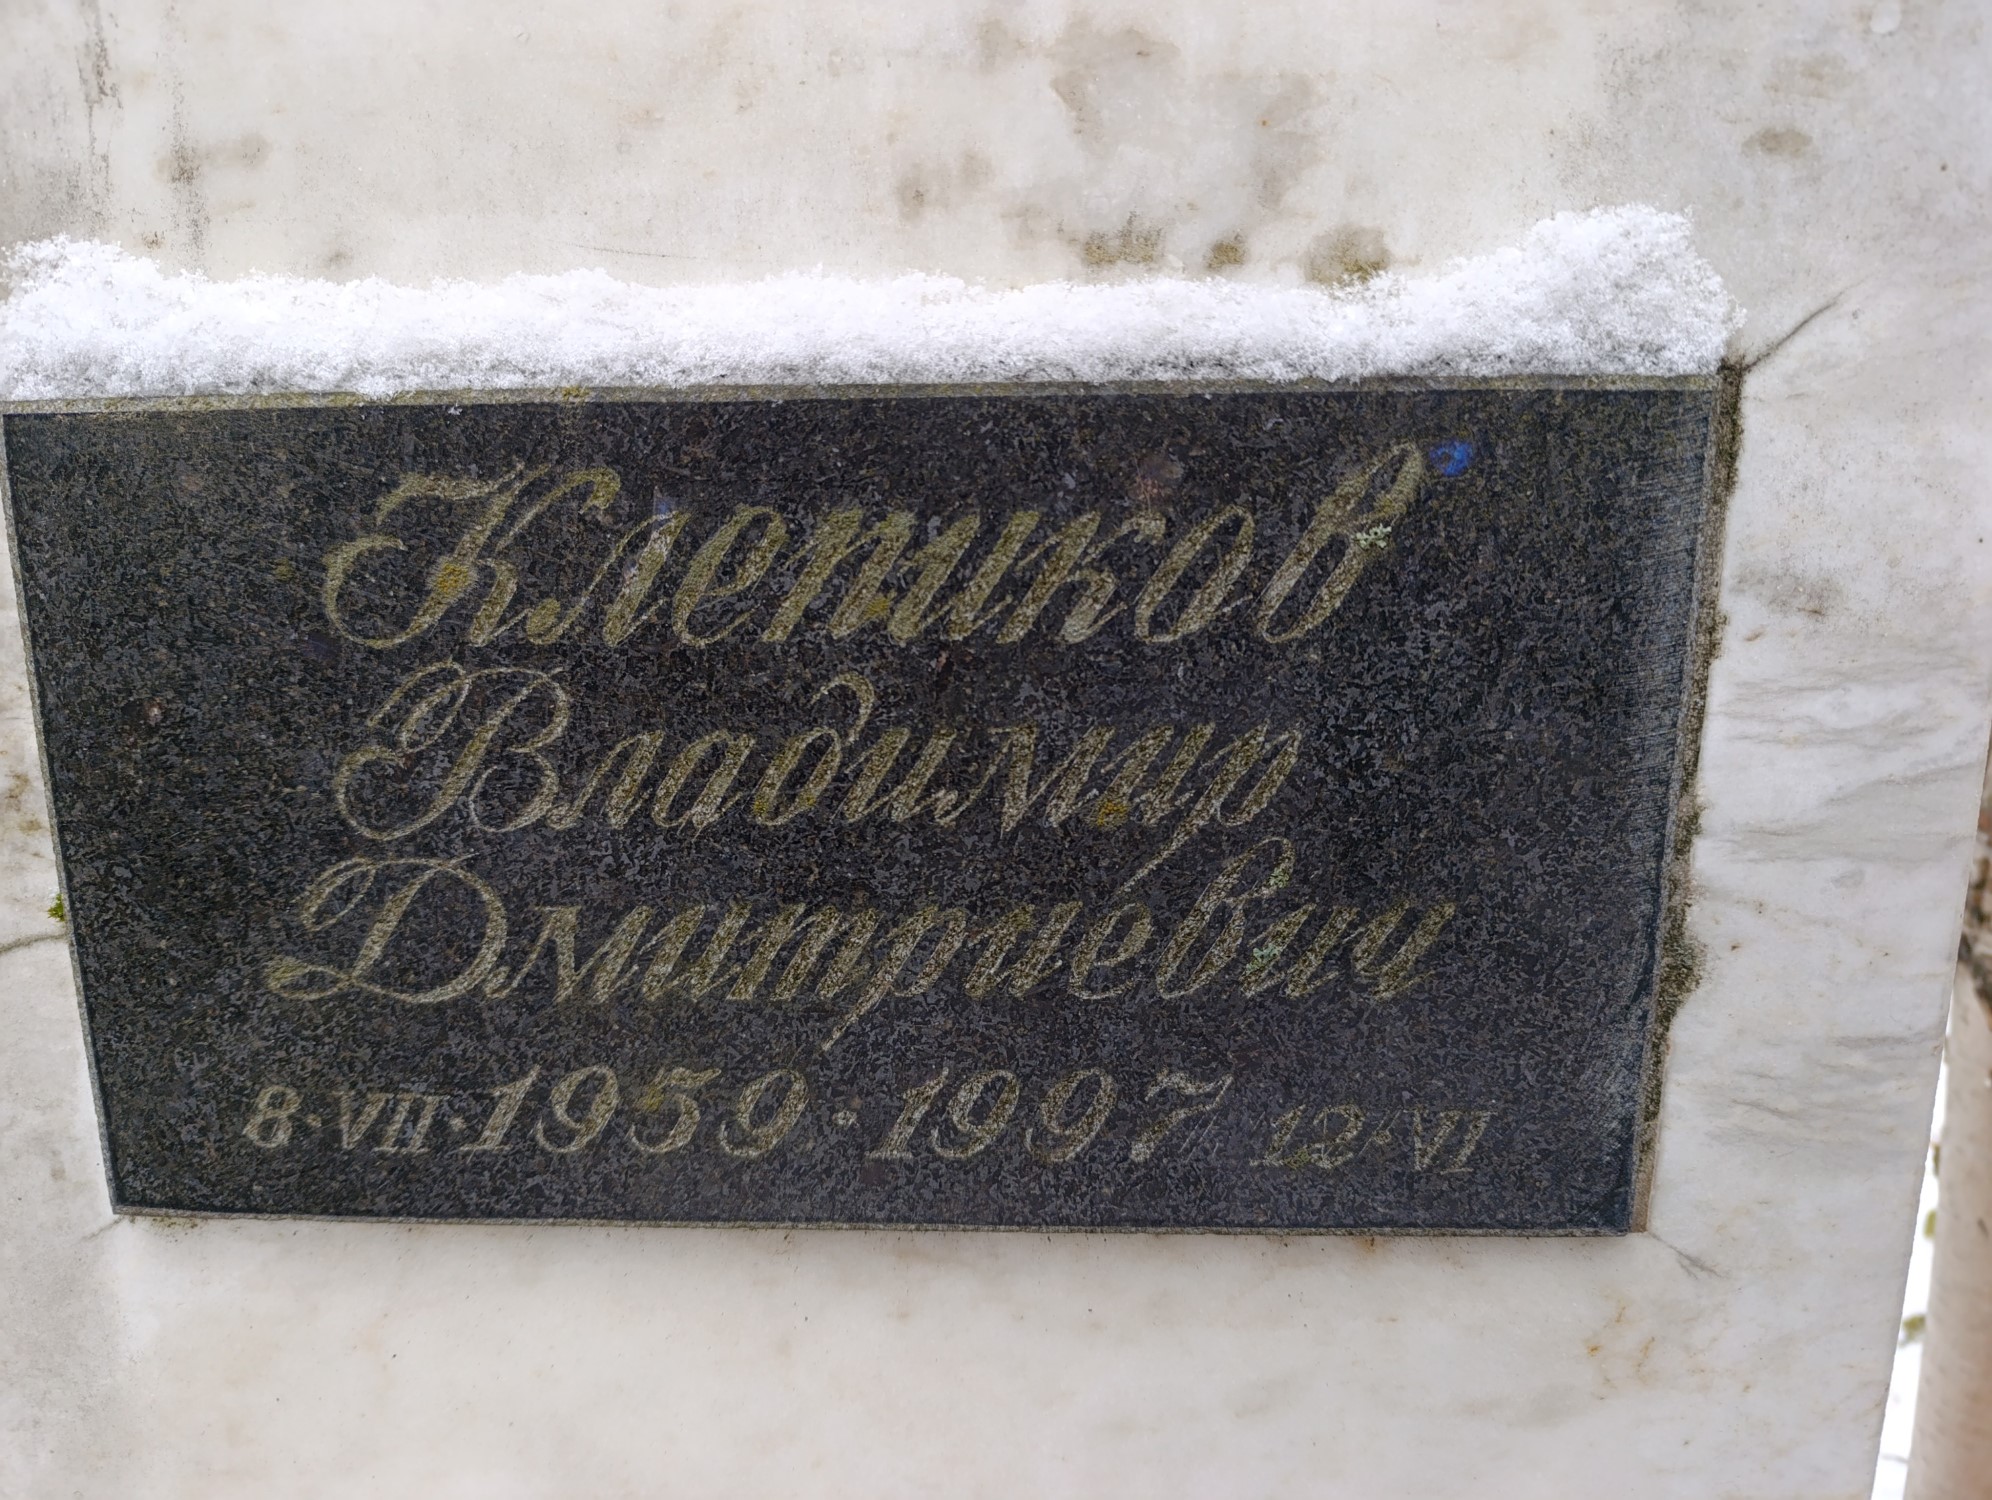 Клетиков
Владимир
Дмитриевич
8·VII·1959·1997 12·VI